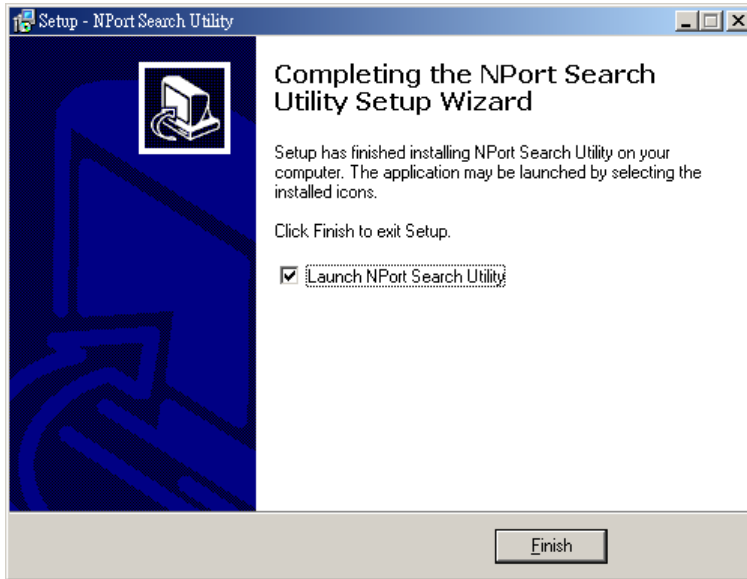 Setup - NPort Search Utility
Completing the NPort Search
Utility Setup Wizard
Setup has finished installing NPort Search Utility on your
computer. The application may be launched by selecting the
installed icons.
Click Finish to exit Setup.
Launch NPort Search Utility
Finish